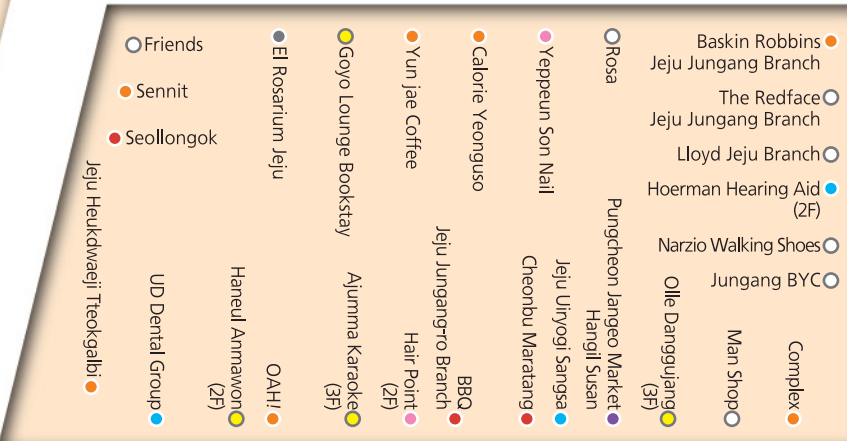 Friends
Sennit
Seollongok
El Rosarium Jeju
Goyo Lounge Bookstay
Yun jae Coffee
Calorie Yeonguso
Yeppeun Son Nail
Rosa
Baskin Robbins
Jeju Jungang Branch
The Redface
Jeju Jungang Branch
Lloyd Jeju Branch
Hoerman Hearing Aid
(2F)
Narzio Walking Shoes
Jungang BYC
Jeju Heukdwaeji Tteokgalbi
UD Dental Group
Haneul Anmawon
(2F)
OAH!
Ajumma Karaoke
(3F)
Hair Point
(2F)
BBQ
Jeju Jungang-ro Branch
Cheonbu Maratang
Jeju Uiryogi Sangsa
Pungcheon Jangeo Market
Hangil Susan
Olle Danggujang
(3F)
Man Shop
Complex